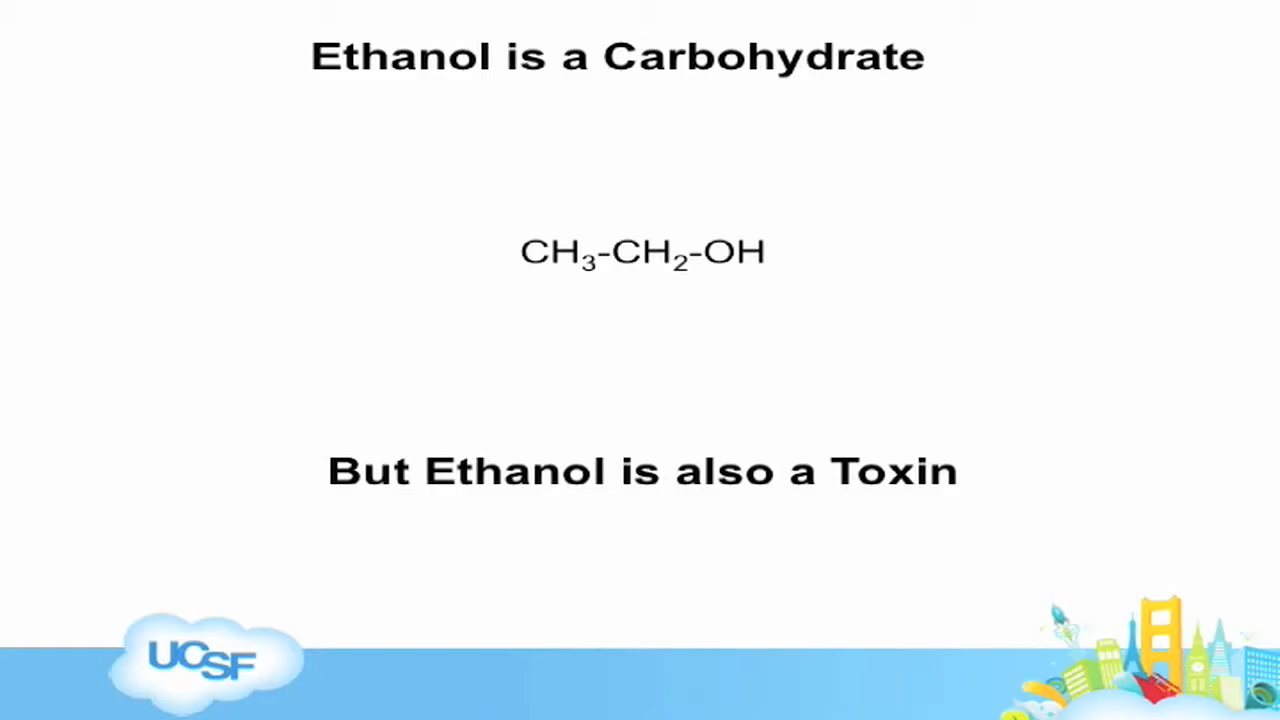 Ethanol is a Carbohydrate
CH₃-CH₂-OH
But Ethanol is also a Toxin
UCSF